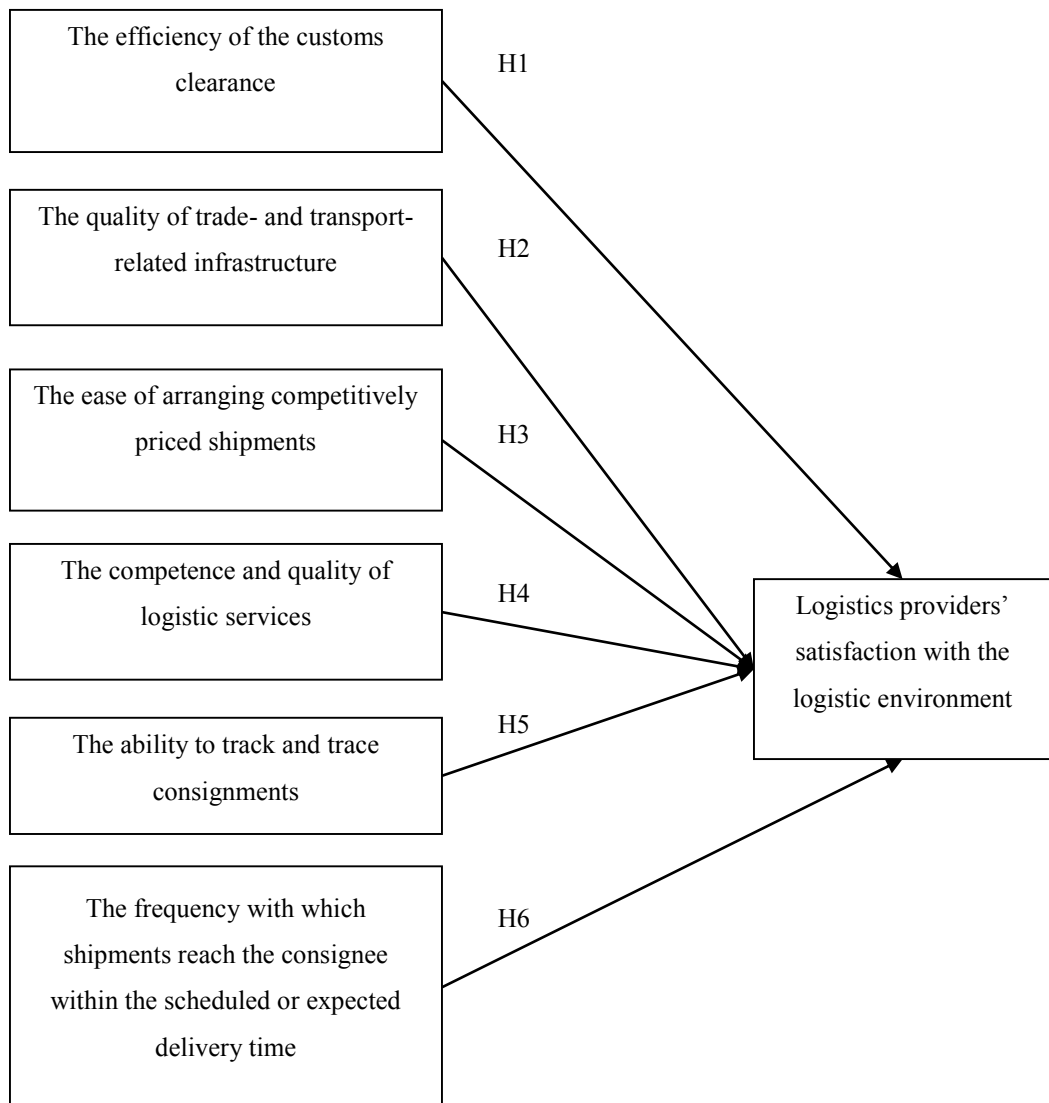 The efficiency of the customs
clearance
H1
The quality of trade- and transport-
related infrastructure
H2
The ease of arranging competitively
priced shipments
H3
The competence and quality of
logistic services
H4
The ability to track and trace
consignments
H5
The frequency with which
shipments reach the consignee
within the scheduled or expected
delivery time
H6
Logistics providers’
satisfaction with the
logistic environment